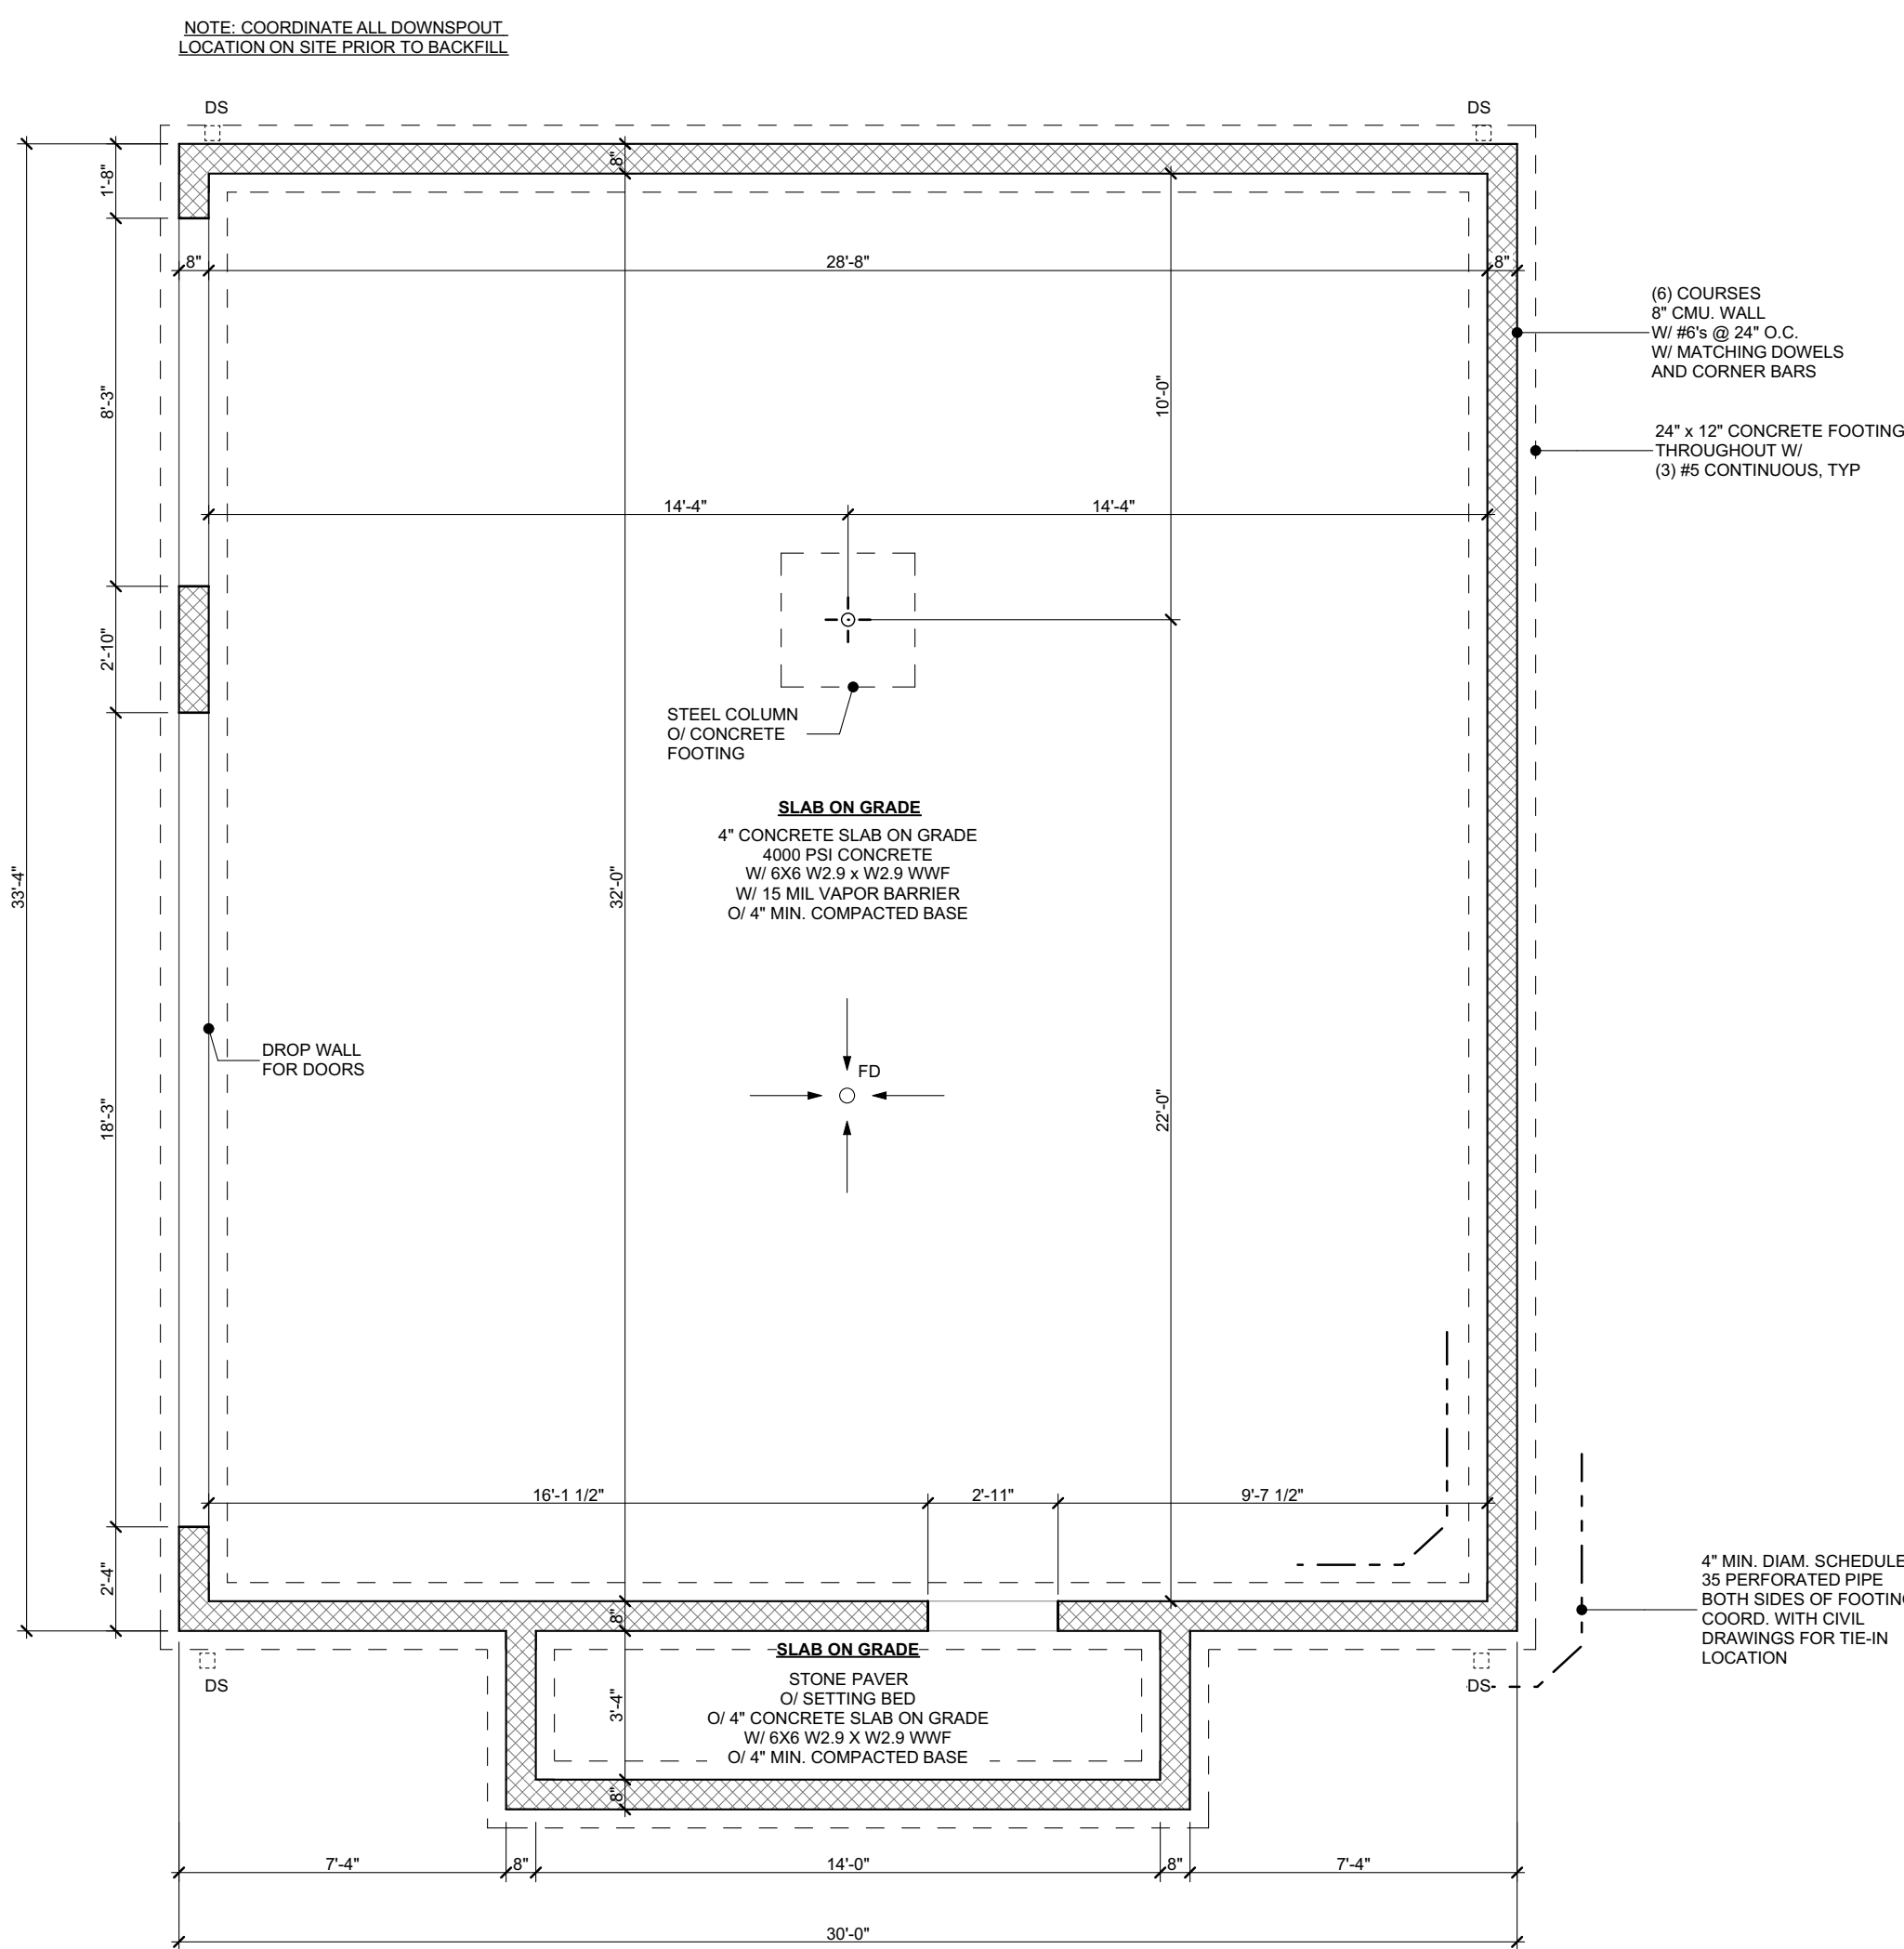 NOTE: COORDINATE ALL DOWNSPOUT
LOCATION ON SITE PRIOR TO BACKFILL
DS
DS
8"
1'-8"
8"
28'-8"
8"
(6) COURSES
8" CMU. WALL
W/ #6's @ 24" O.C.
W/ MATCHING DOWELS
AND CORNER BARS
8'-3"
10'-0"
24" x 12" CONCRETE FOOTING
THROUGHOUT W/
(3) #5 CONTINUOUS, TYP
14'-4"
14'-4"
2'-10"
STEEL COLUMN
O/ CONCRETE
FOOTING
SLAB ON GRADE
4" CONCRETE SLAB ON GRADE
4000 PSI CONCRETE
W/ 6X6 W2.9 x W2.9 WWF
W/ 15 MIL VAPOR BARRIER
O/ 4" MIN. COMPACTED BASE
33'-4"
32'-0"
DROP WALL
FOR DOORS
FD
18'-3"
22'-0"
16'-1 1/2"
2'-11"
9'-7 1/2"
2'-4"
4" MIN. DIAM. SCHEDULE
35 PERFORATED PIPE
BOTH SIDES OF FOOTING
COORD. WITH CIVIL
DRAWINGS FOR TIE-IN
LOCATION
8"
SLAB ON GRADE
STONE PAVER
O/ SETTING BED
O/ 4" CONCRETE SLAB ON GRADE
W/ 6X6 W2.9 X W2.9 WWF
O/ 4" MIN. COMPACTED BASE
DS
DS
3'-4"
8"
7'-4"
8"
14'-0"
8"
7'-4"
30'-0"